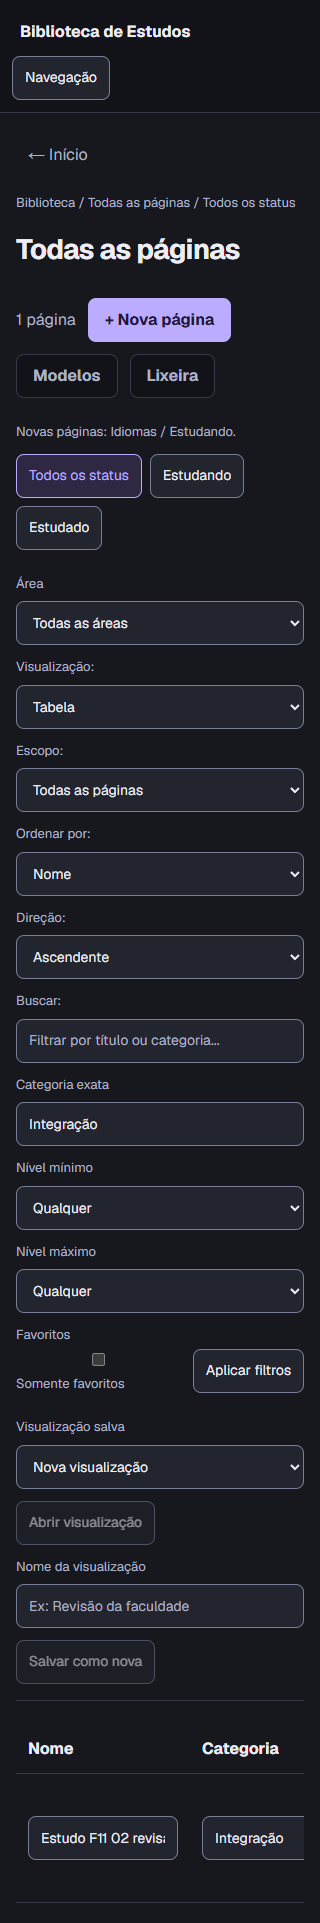 Biblioteca de Estudos
Navegação
← Início
Biblioteca / Todas as páginas / Todos os status
Todas as páginas
1 página
+ Nova página
Modelos
Lixeira
Novas páginas: Idiomas / Estudando.
Todos os status
Estudando
Estudado
Área
Todas as áreas
Visualização:
Tabela
Escopo:
Todas as páginas
Ordenar por:
Nome
Direção:
Ascendente
Buscar:
Filtrar por título ou categoria...
Categoria exata
Integração
Nível mínimo
Qualquer
Nível máximo
Qualquer
Favoritos
Somente favoritos
Aplicar filtros
Visualização salva
Nova visualização
Abrir visualização
Nome da visualização
Ex: Revisão da faculdade
Salvar como nova
Nome
Categoria
Estudo F11 02 revis
Integração